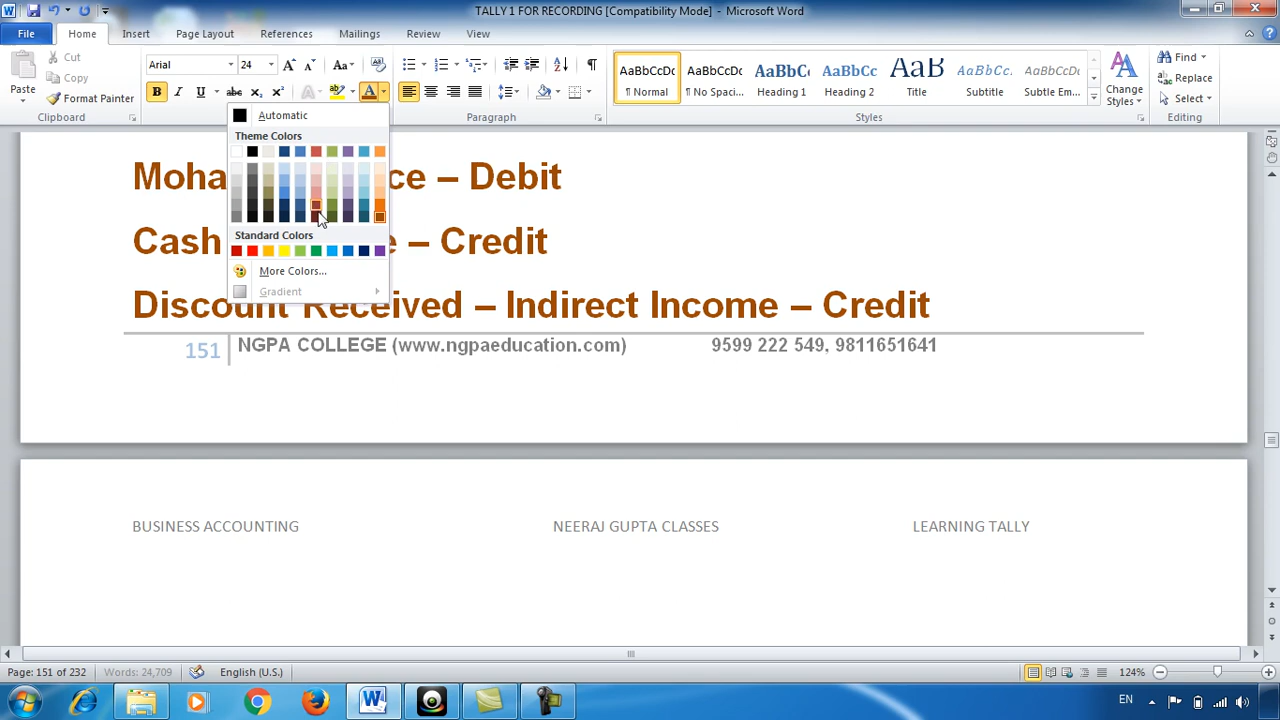 TALLY 1 FOR RECORDING [Compatibility Mode] - Microsoft Word
File Home Insert Page Layout References Mailings Review View
Paste
Cut
Copy
Format Painter
Clipboard
Arial 24
Aa
B I U abc x₂ x² A ab A
Paragraph
AaBbCcDc AaBbCcDc AaBbCc AaBbCc AaB AaBbCc. AaBbCcDc
¶ Normal ¶ No Spaci... Heading 1 Heading 2 Title Subtitle Subtle Em...
Change Styles
Styles
Find
Replace
Select
Editing
Automatic
Theme Colors
Standard Colors
More Colors...
Gradient
Moha ce – Debit
Cash e – Credit
Discount Received – Indirect Income – Credit
151 NGPA COLLEGE (www.ngpaeducation.com) 9599 222 549, 9811651641
BUSINESS ACCOUNTING NEERAJ GUPTA CLASSES LEARNING TALLY
Page: 151 of 232 Words: 24,709 English (U.S.) 124%
EN